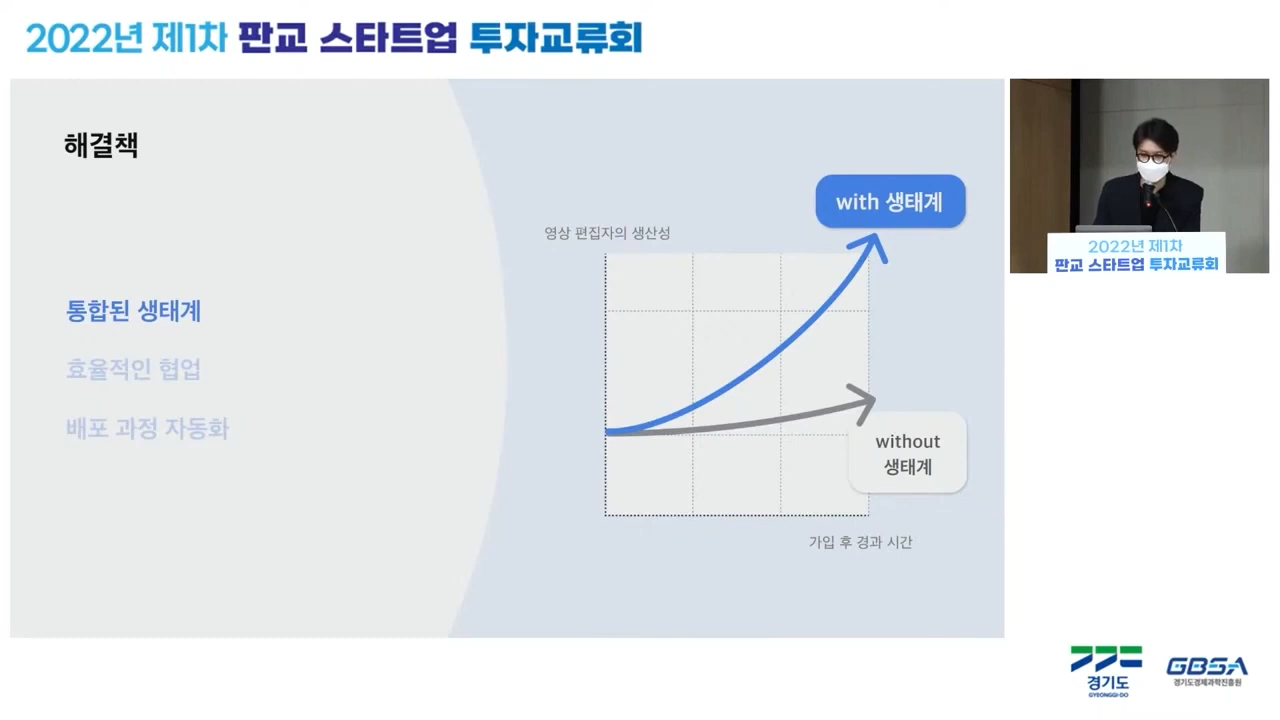 2022년 제1차 판교 스타트업 투자교류회
해결책
통합된 생태계
효율적인 협업
배포 과정 자동화
영상 편집자의 생산성
with 생태계
without
생태계
가입 후 경과 시간
2022년 제1차
판교 스타트업 투자교류회
경기도
GYEONGGI-DO
GBSA
경기도경제과학진흥원